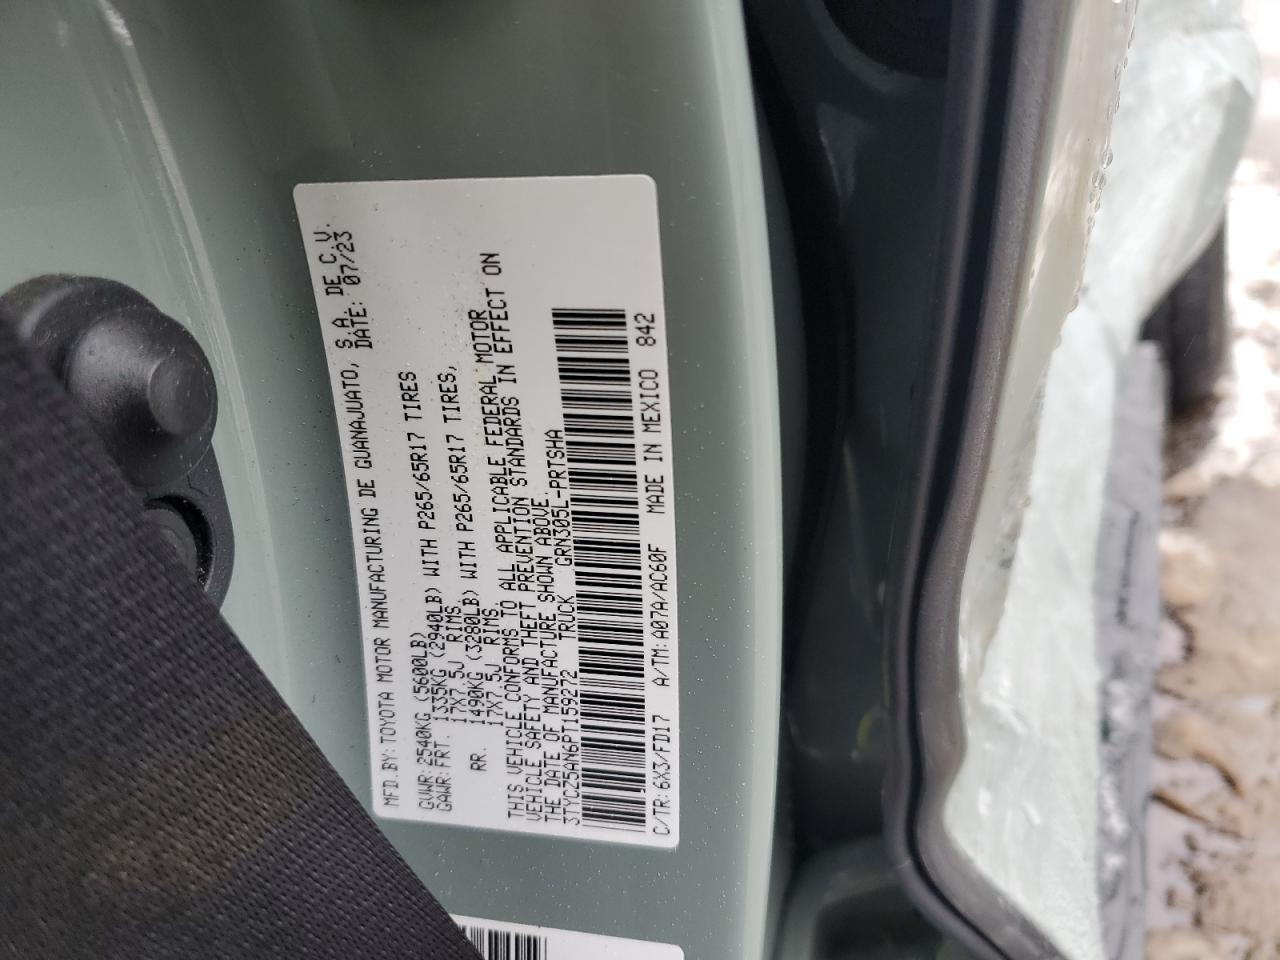 MFD.BY:TOYOTA MOTOR MANUFACTURING DE GUANAJUATO, S.A. DE C.V.
DATE: 07/23
GVWR:2540KG (5600LB)
GAWR:FRT. 1335KG (2940LB) WITH P265/65R17 TIRES
17X7.5J RIMS
RR. 1490KG (3280LB) WITH P265/65R17 TIRES,
17X7.5J RIMS
THIS VEHICLE CONFORMS TO ALL APPLICABLE FEDERAL MOTOR
VEHICLE SAFETY AND THEFT PREVENTION STANDARDS IN EFFECT ON
THE DATE OF MANUFACTURE SHOWN ABOVE.
3TYCZ5AN6PT159272 TRUCK GRN305L-PRTSHA
C/TR:6X3/FD17 A/TM:A07A/AC60F MADE IN MEXICO 842